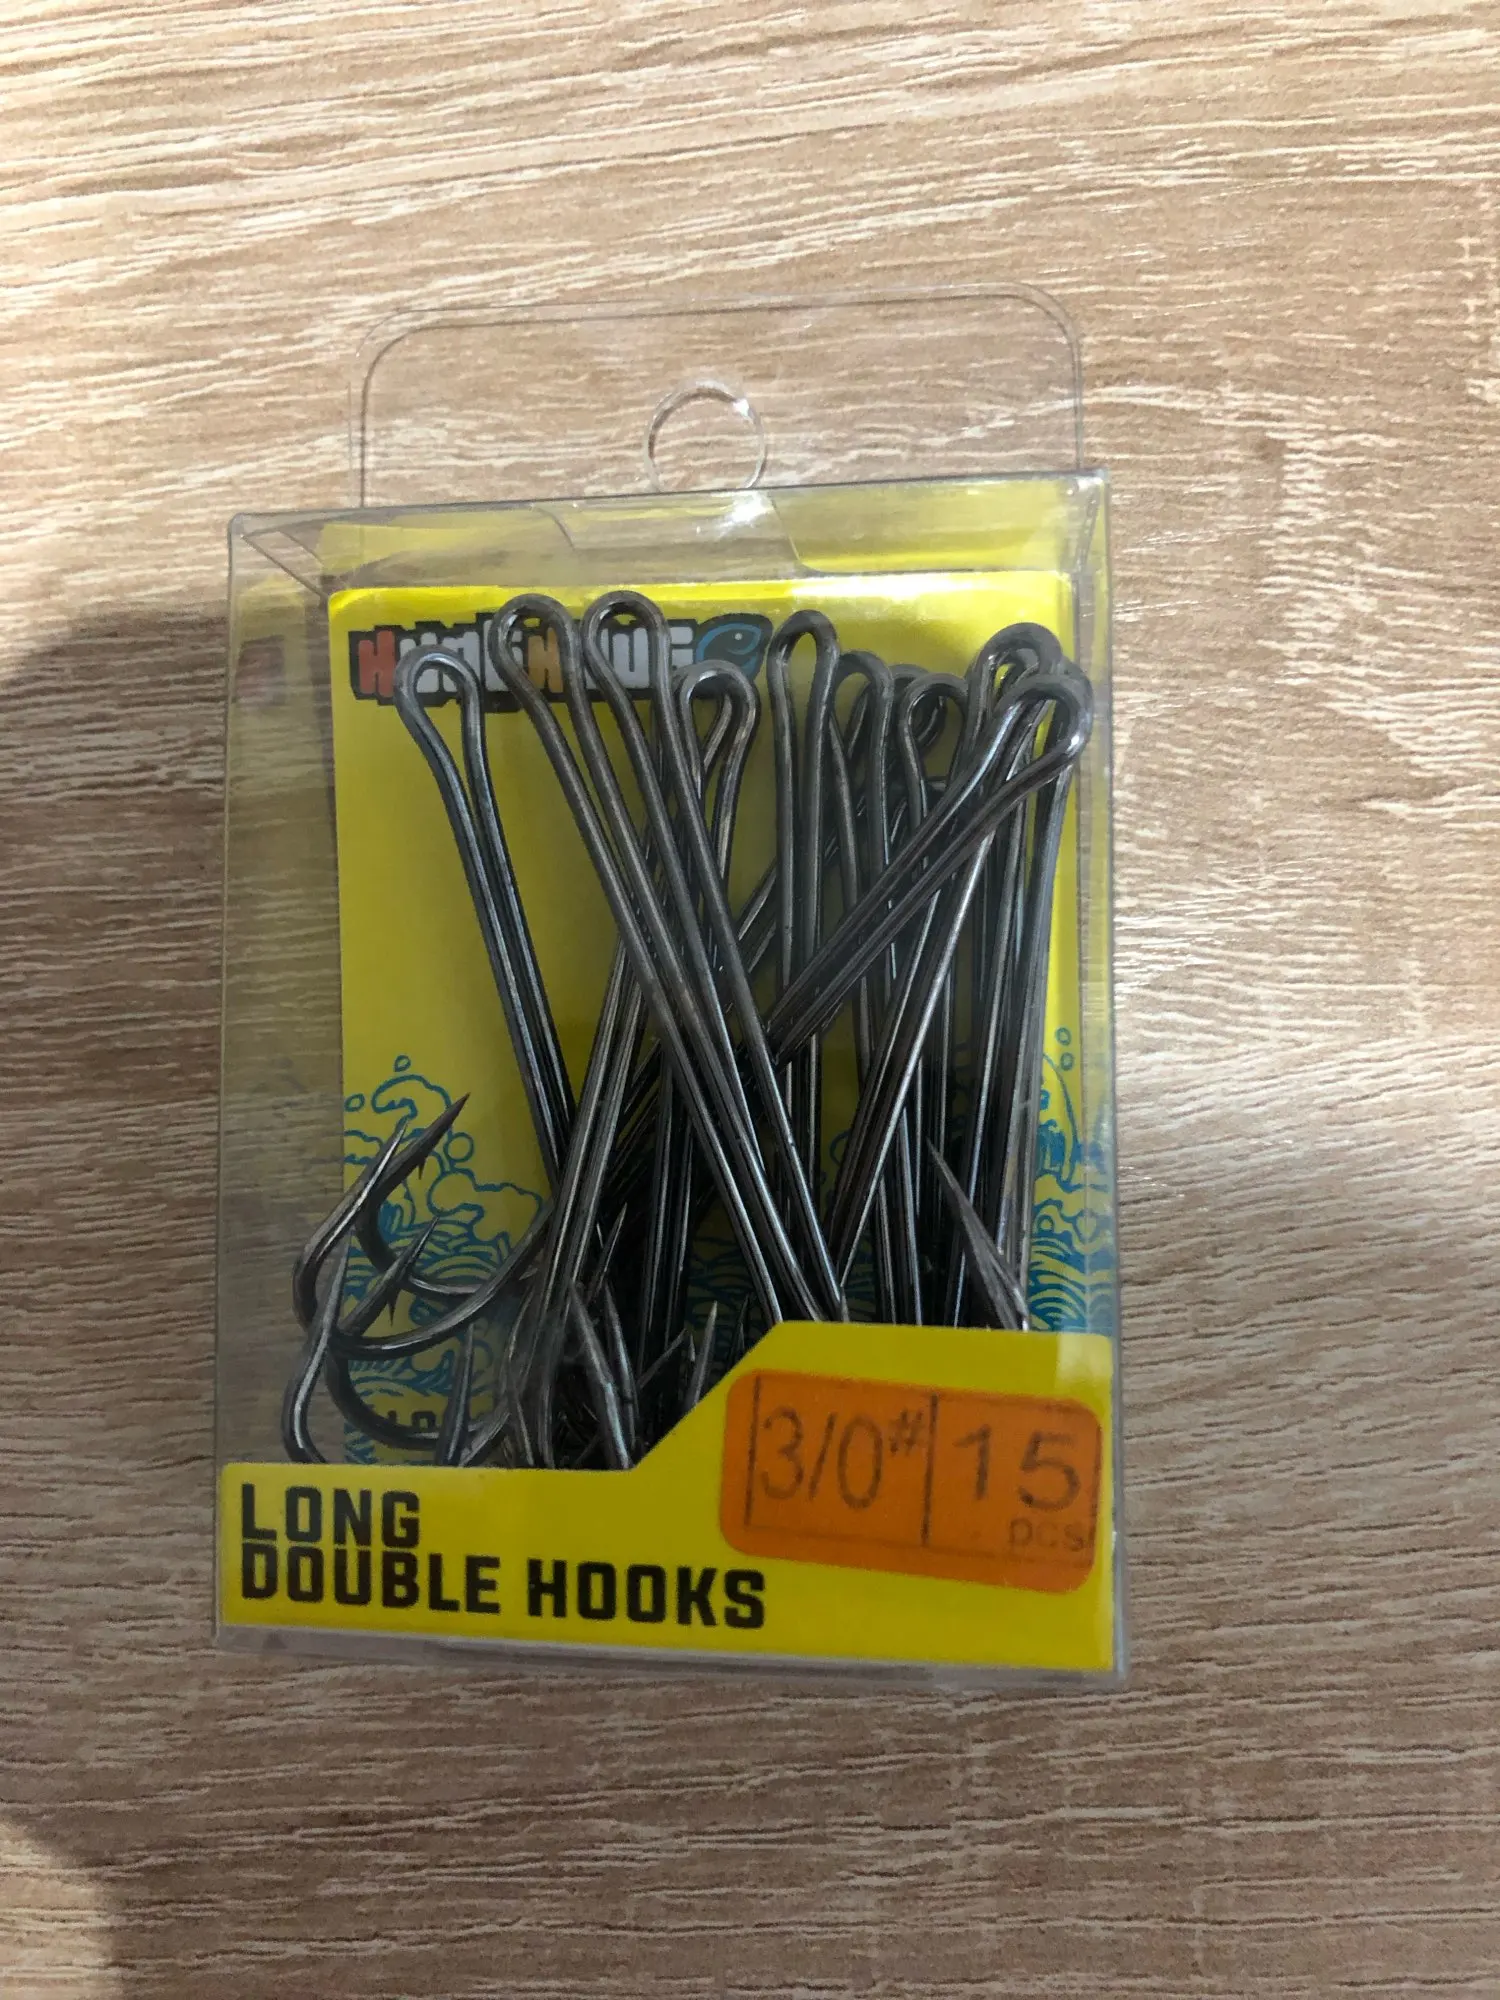 LONG
DOUBLE HOOKS
3/0# 15
pcs